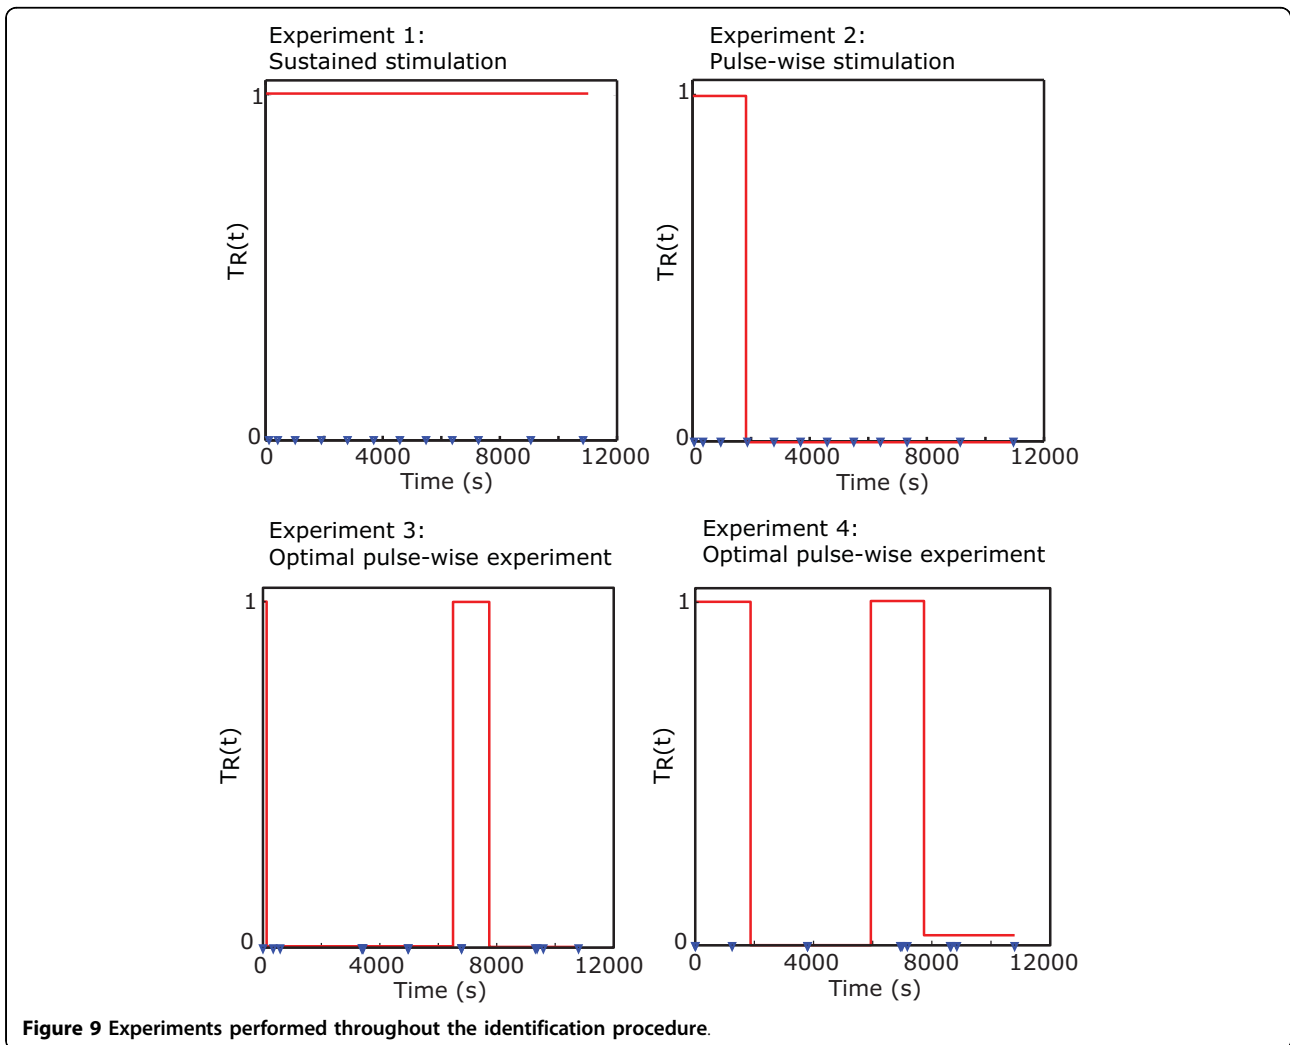 Experiment 1:
Sustained stimulation
1
TR(t)
0
0 4000 8000 12000
Time (s)
Experiment 2:
Pulse-wise stimulation
1
TR(t)
0
0 4000 8000 12000
Time (s)
Experiment 3:
Optimal pulse-wise experiment
1
TR(t)
0
0 4000 8000 12000
Time (s)
Experiment 4:
Optimal pulse-wise experiment
1
TR(t)
0
0 4000 8000 12000
Time (s)
Figure 9 Experiments performed throughout the identification procedure.